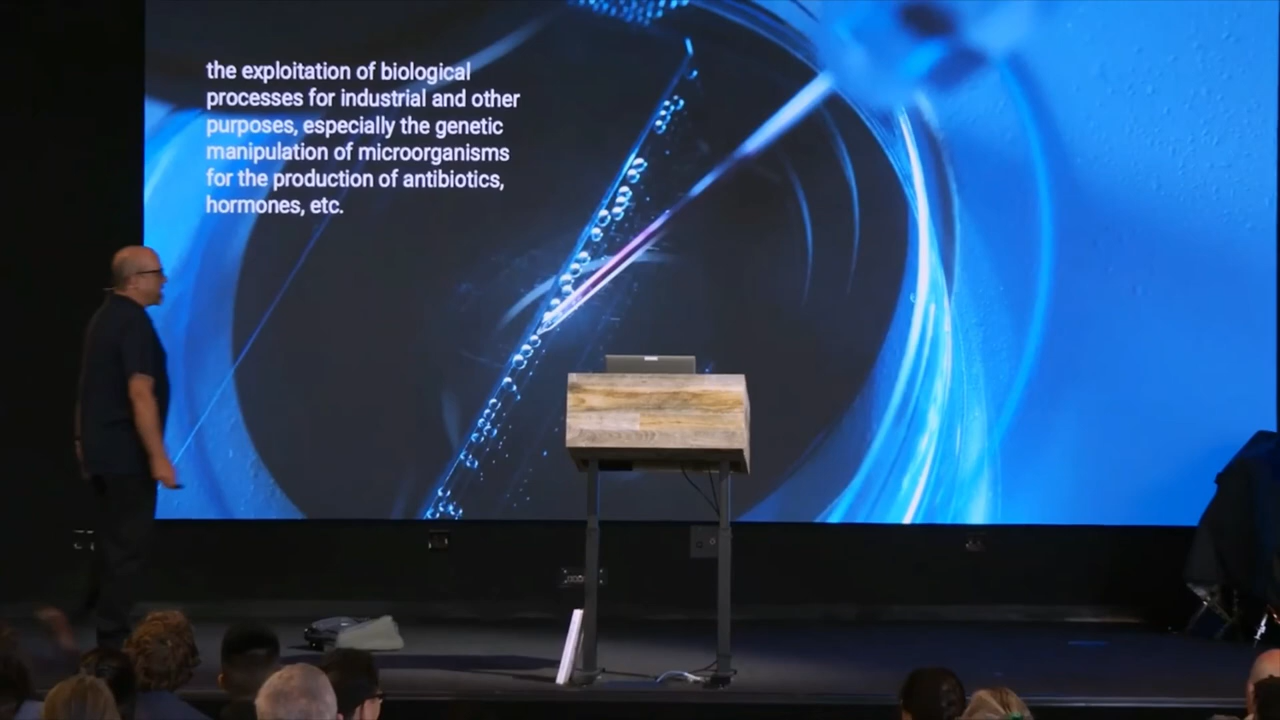 the exploitation of biological
processes for industrial and other
purposes, especially the genetic
manipulation of microorganisms
for the production of antibiotics,
hormones, etc.